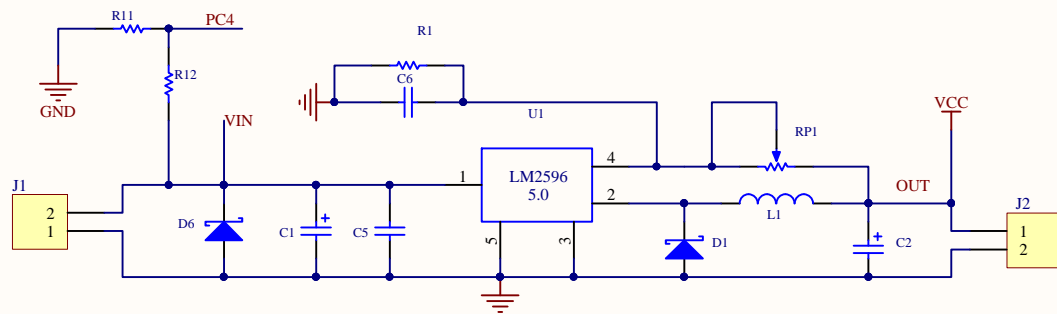 R11
PC4
R1
R12
C6
GND
VIN
U1
VCC
RP1
4
J1
1
LM2596
5.0
OUT
2
2
1
D6
C1
C5
5
3
L1
D1
C2
J2
1
2